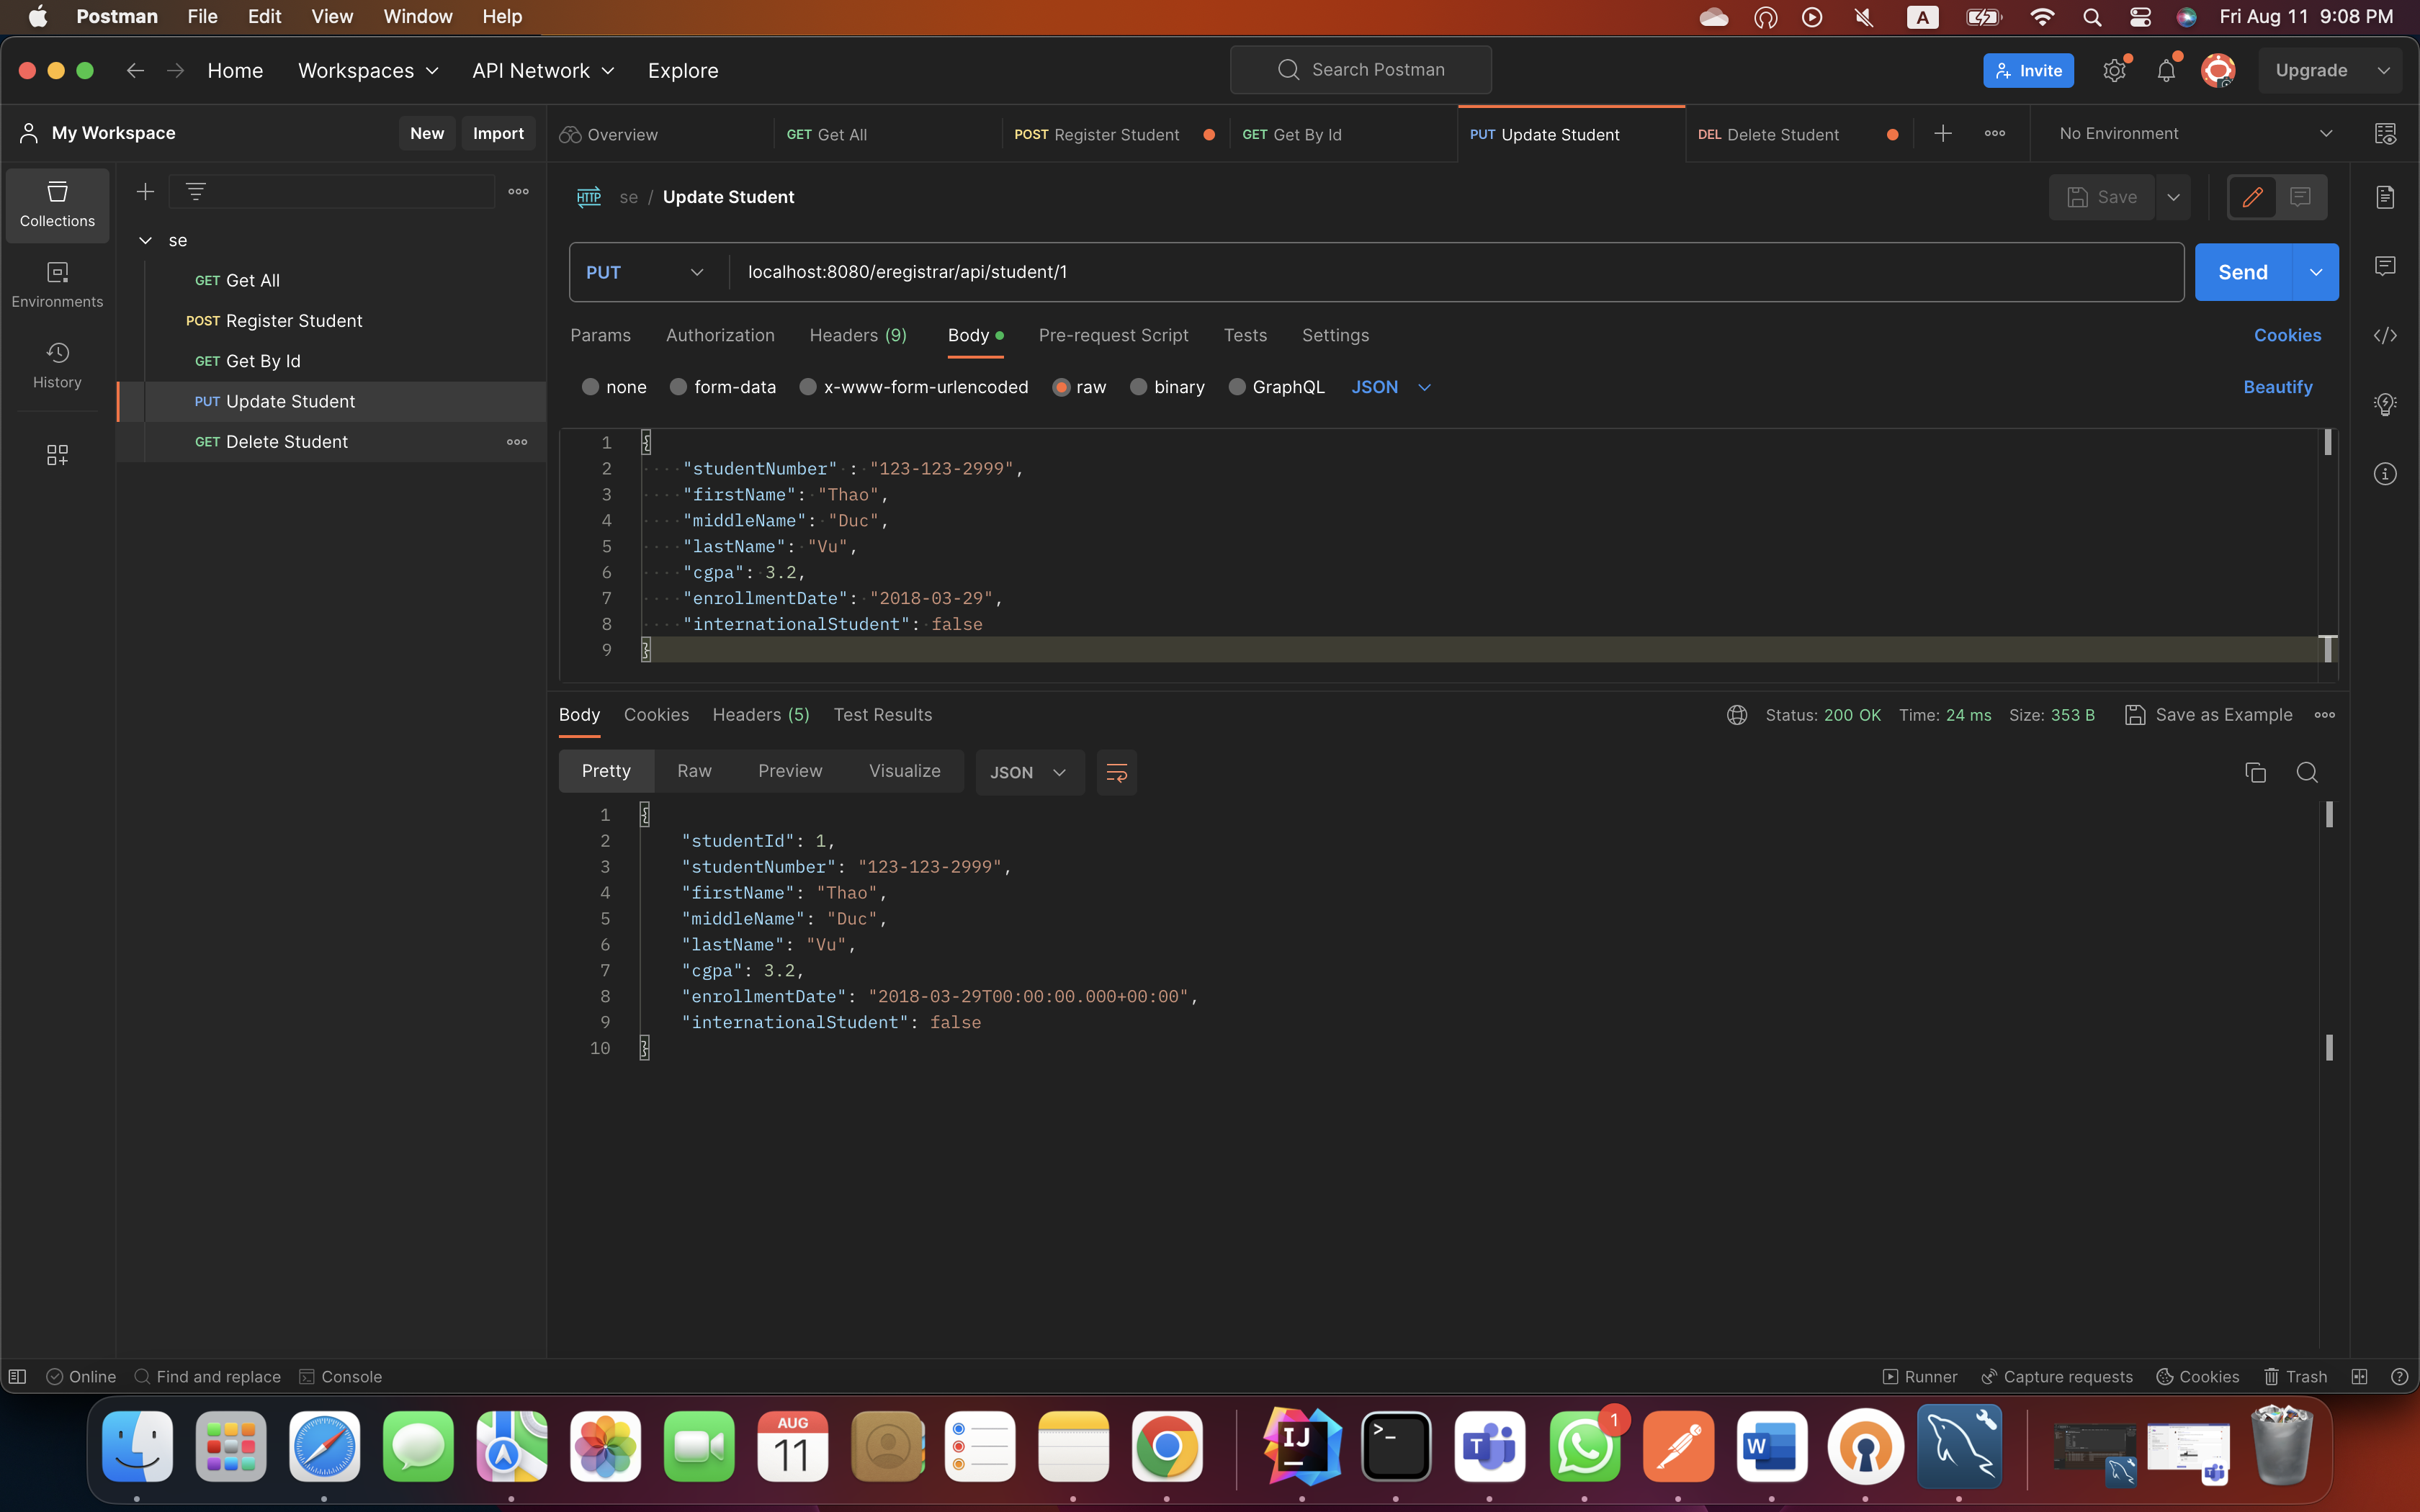 Postman File Edit View Window Help A Fri Aug 11 9:08 PM
Home Workspaces API Network Explore Search Postman Invite Upgrade
My Workspace New Import Overview GET Get All POST Register Student GET Get By Id PUT Update Student DEL Delete Student No Environment
Collections
Environments
History
se
GET Get All
POST Register Student
GET Get By Id
PUT Update Student
GET Delete Student
HTTP se / Update Student Save
PUT localhost:8080/eregistrar/api/student/1 Send
Params Authorization Headers (9) Body Pre-request Script Tests Settings Cookies
none form-data x-www-form-urlencoded raw binary GraphQL JSON Beautify
1 {
2 "studentNumber" : "123-123-2999",
3 "firstName": "Thao",
4 "middleName": "Duc",
5 "lastName": "Vu",
6 "cgpa": 3.2,
7 "enrollmentDate": "2018-03-29",
8 "internationalStudent": false
9 }
Body Cookies Headers (5) Test Results Status: 200 OK Time: 24 ms Size: 353 B Save as Example
Pretty Raw Preview Visualize JSON
1 {
2 "studentId": 1,
3 "studentNumber": "123-123-2999",
4 "firstName": "Thao",
5 "middleName": "Duc",
6 "lastName": "Vu",
7 "cgpa": 3.2,
8 "enrollmentDate": "2018-03-29T00:00:00.000+00:00",
9 "internationalStudent": false
10 }
Online Find and replace Console Runner Capture requests Cookies Trash
AUG
11
IJ
>_
T
1
W